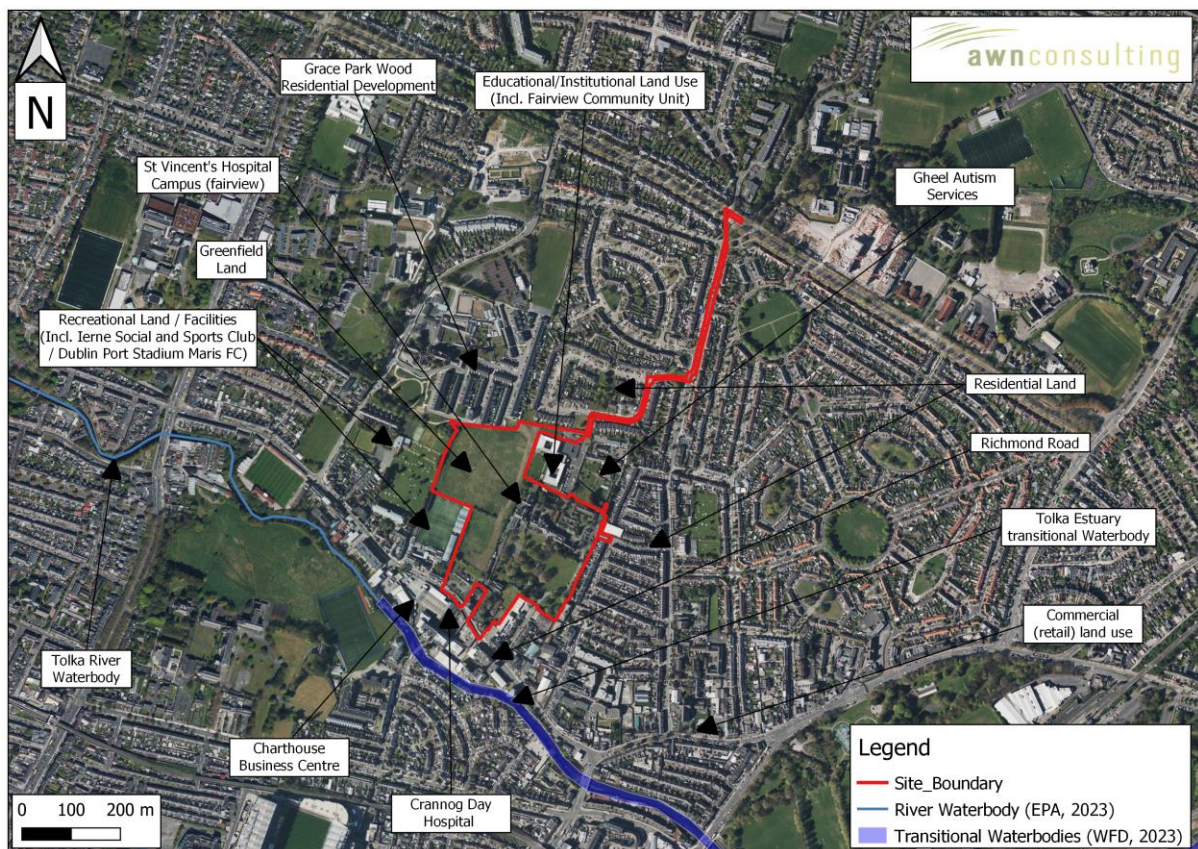 awnconsulting
N
Grace Park Wood
Residential Development
Educational/Institutional Land Use
(Incl. Fairview Community Unit)
St Vincent's Hospital
Campus (fairview)
Gheel Autism
Services
Greenfield
Land
Recreational Land / Facilities
(Incl. Ierne Social and Sports Club
/ Dublin Port Stadium Maris FC)
Residential Land
Richmond Road
Tolka Estuary
transitional Waterbody
Commercial
(retail) land use
Tolka River
Waterbody
Charthouse
Business Centre
Crannog Day
Hospital
0 100 200 m
Legend
Site_Boundary
River Waterbody (EPA, 2023)
Transitional Waterbodies (WFD, 2023)